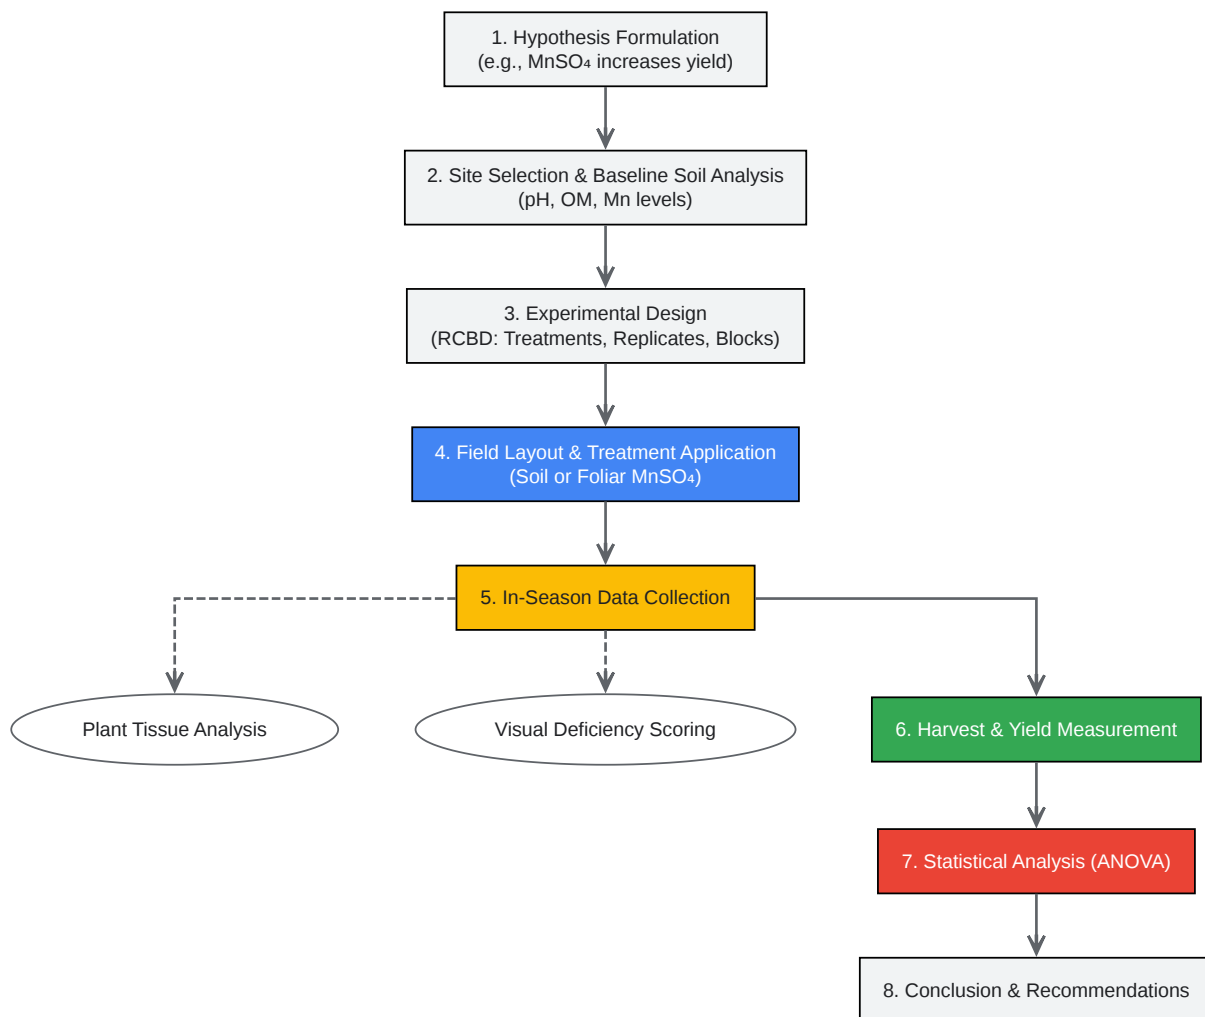 1. Hypothesis Formulation
(e.g., MnSO₄ increases yield)
2. Site Selection & Baseline Soil Analysis
(pH, OM, Mn levels)
3. Experimental Design
(RCBD: Treatments, Replicates, Blocks)
4. Field Layout & Treatment Application
(Soil or Foliar MnSO₄)
5. In-Season Data Collection
Plant Tissue Analysis
Visual Deficiency Scoring
6. Harvest & Yield Measurement
7. Statistical Analysis (ANOVA)
8. Conclusion & Recommendations